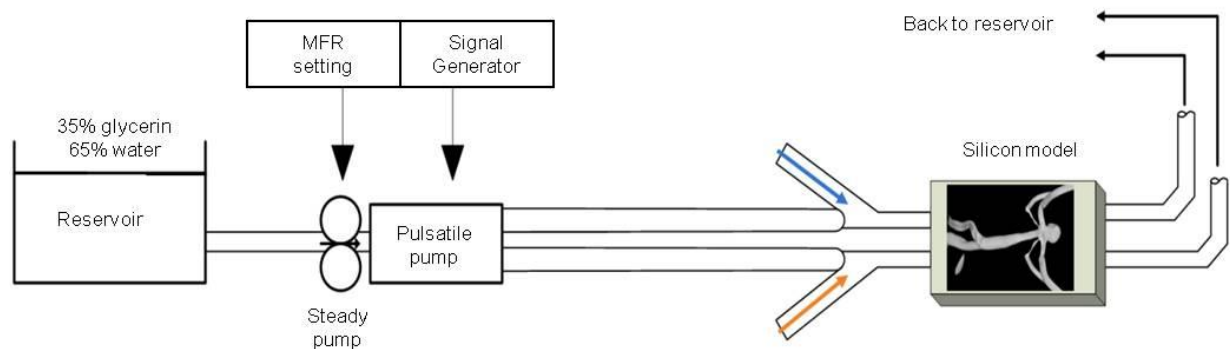 MFR
setting
Signal
Generator
Back to reservoir
35% glycerin
65% water
Silicon model
Reservoir
Pulsatile
pump
Steady
pump